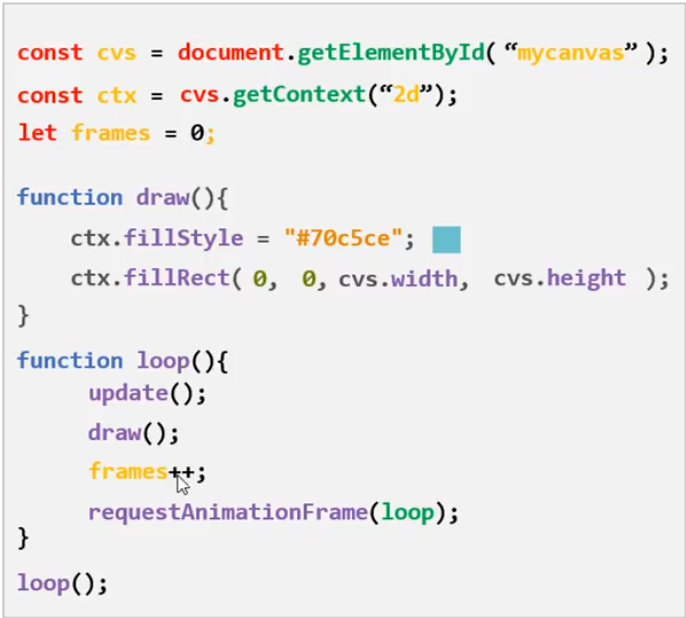 const cvs = document.getElementById( “mycanvas” );
const ctx = cvs.getContext(“2d”);
let frames = 0;
function draw(){
ctx.fillStyle = "#70c5ce";
ctx.fillRect( 0, 0, cvs.width, cvs.height );
}
function loop(){
update();
draw();
frames++;
requestAnimationFrame(loop);
}
loop();